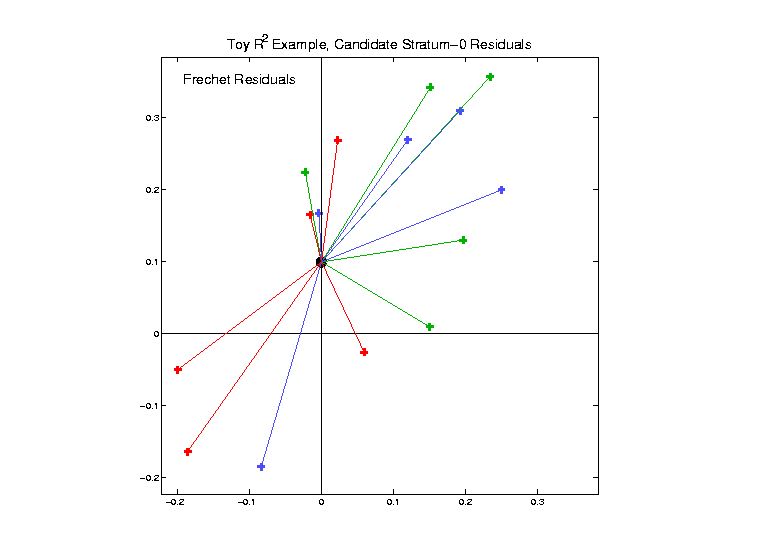 Toy R2 Example, Candidate Stratum−0 Residuals
Frechet Residuals
0.3
0.2
0.1
0
−0.1
−0.2
−0.2 −0.1 0 0.1 0.2 0.3